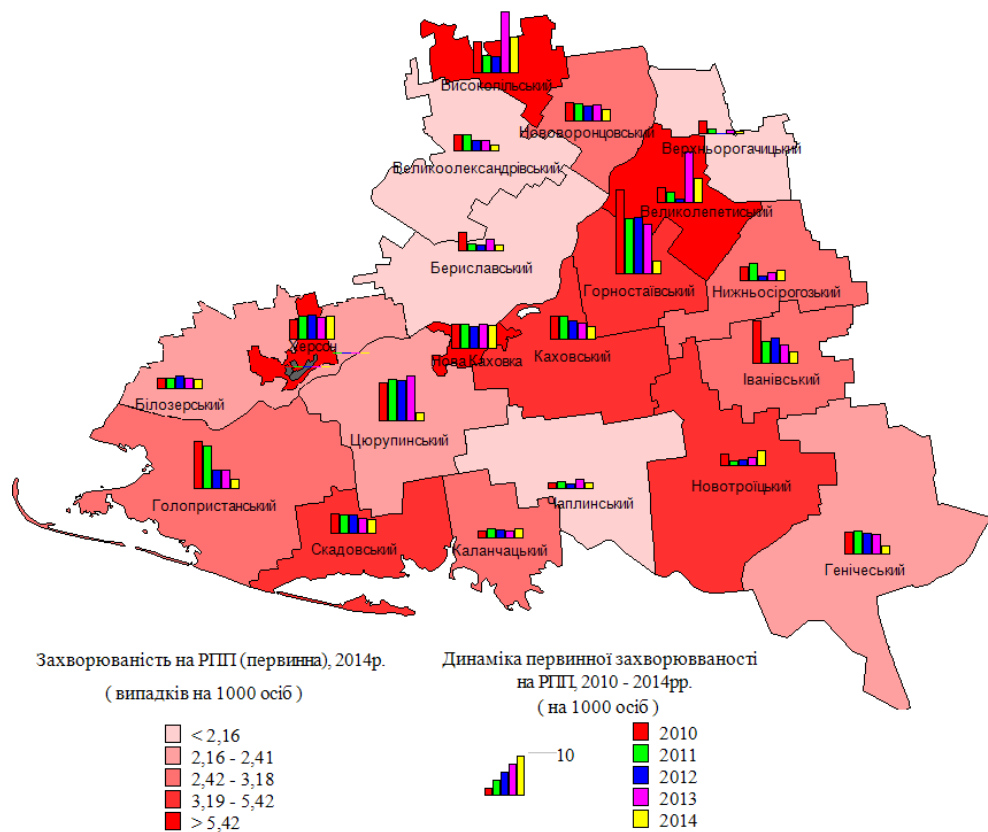 Високопільський
Нововоронцовський
Верхньорогачицький
Великоолександрівський
Великолепетиський
Бериславський
Горностаївський
Нижньосірогозький
Херсон
Нова Каховка
Каховський
Іванівський
Білозерський
Цюрупинський
Голопристанський
Чаплинський
Новотроїцький
Скадовський
Каланчацький
Генічеський
Захворюваність на РПП (первинна), 2014р.
( випадків на 1000 осіб )
< 2,16
2,16 - 2,41
2,42 - 3,18
3,19 - 5,42
> 5,42
Динаміка первинної захворювваності
на РПП, 2010 - 2014рр.
( на 1000 осіб )
10
2010
2011
2012
2013
2014